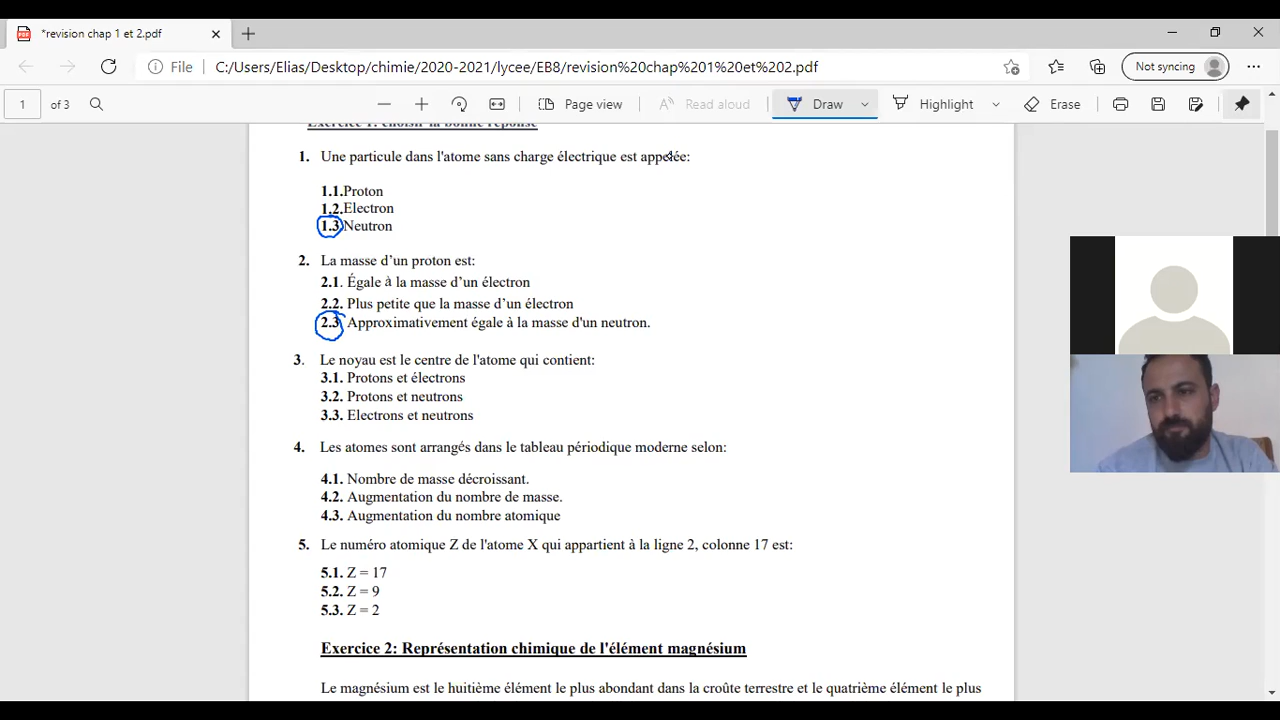 *revision chap 1 et 2.pdf
File C:/Users/Elias/Desktop/chimie/2020-2021/lycee/EB8/revision%20chap%201%20et%202.pdf Not syncing
1 of 3 Page view Read aloud Draw Highlight Erase
Exercice 1: choisir la bonne réponse
1. Une particule dans l'atome sans charge électrique est appelée:
1.1.Proton
1.2.Electron
1.3 Neutron
2. La masse d’un proton est:
2.1. Égale à la masse d’un électron
2.2. Plus petite que la masse d’un électron
2.3 Approximativement égale à la masse d'un neutron.
3. Le noyau est le centre de l'atome qui contient:
3.1. Protons et électrons
3.2. Protons et neutrons
3.3. Electrons et neutrons
4. Les atomes sont arrangés dans le tableau périodique moderne selon:
4.1. Nombre de masse décroissant.
4.2. Augmentation du nombre de masse.
4.3. Augmentation du nombre atomique
5. Le numéro atomique Z de l'atome X qui appartient à la ligne 2, colonne 17 est:
5.1. Z = 17
5.2. Z = 9
5.3. Z = 2
Exercice 2: Représentation chimique de l'élément magnésium
Le magnésium est le huitième élément le plus abondant dans la croûte terrestre et le quatrième élément le plus